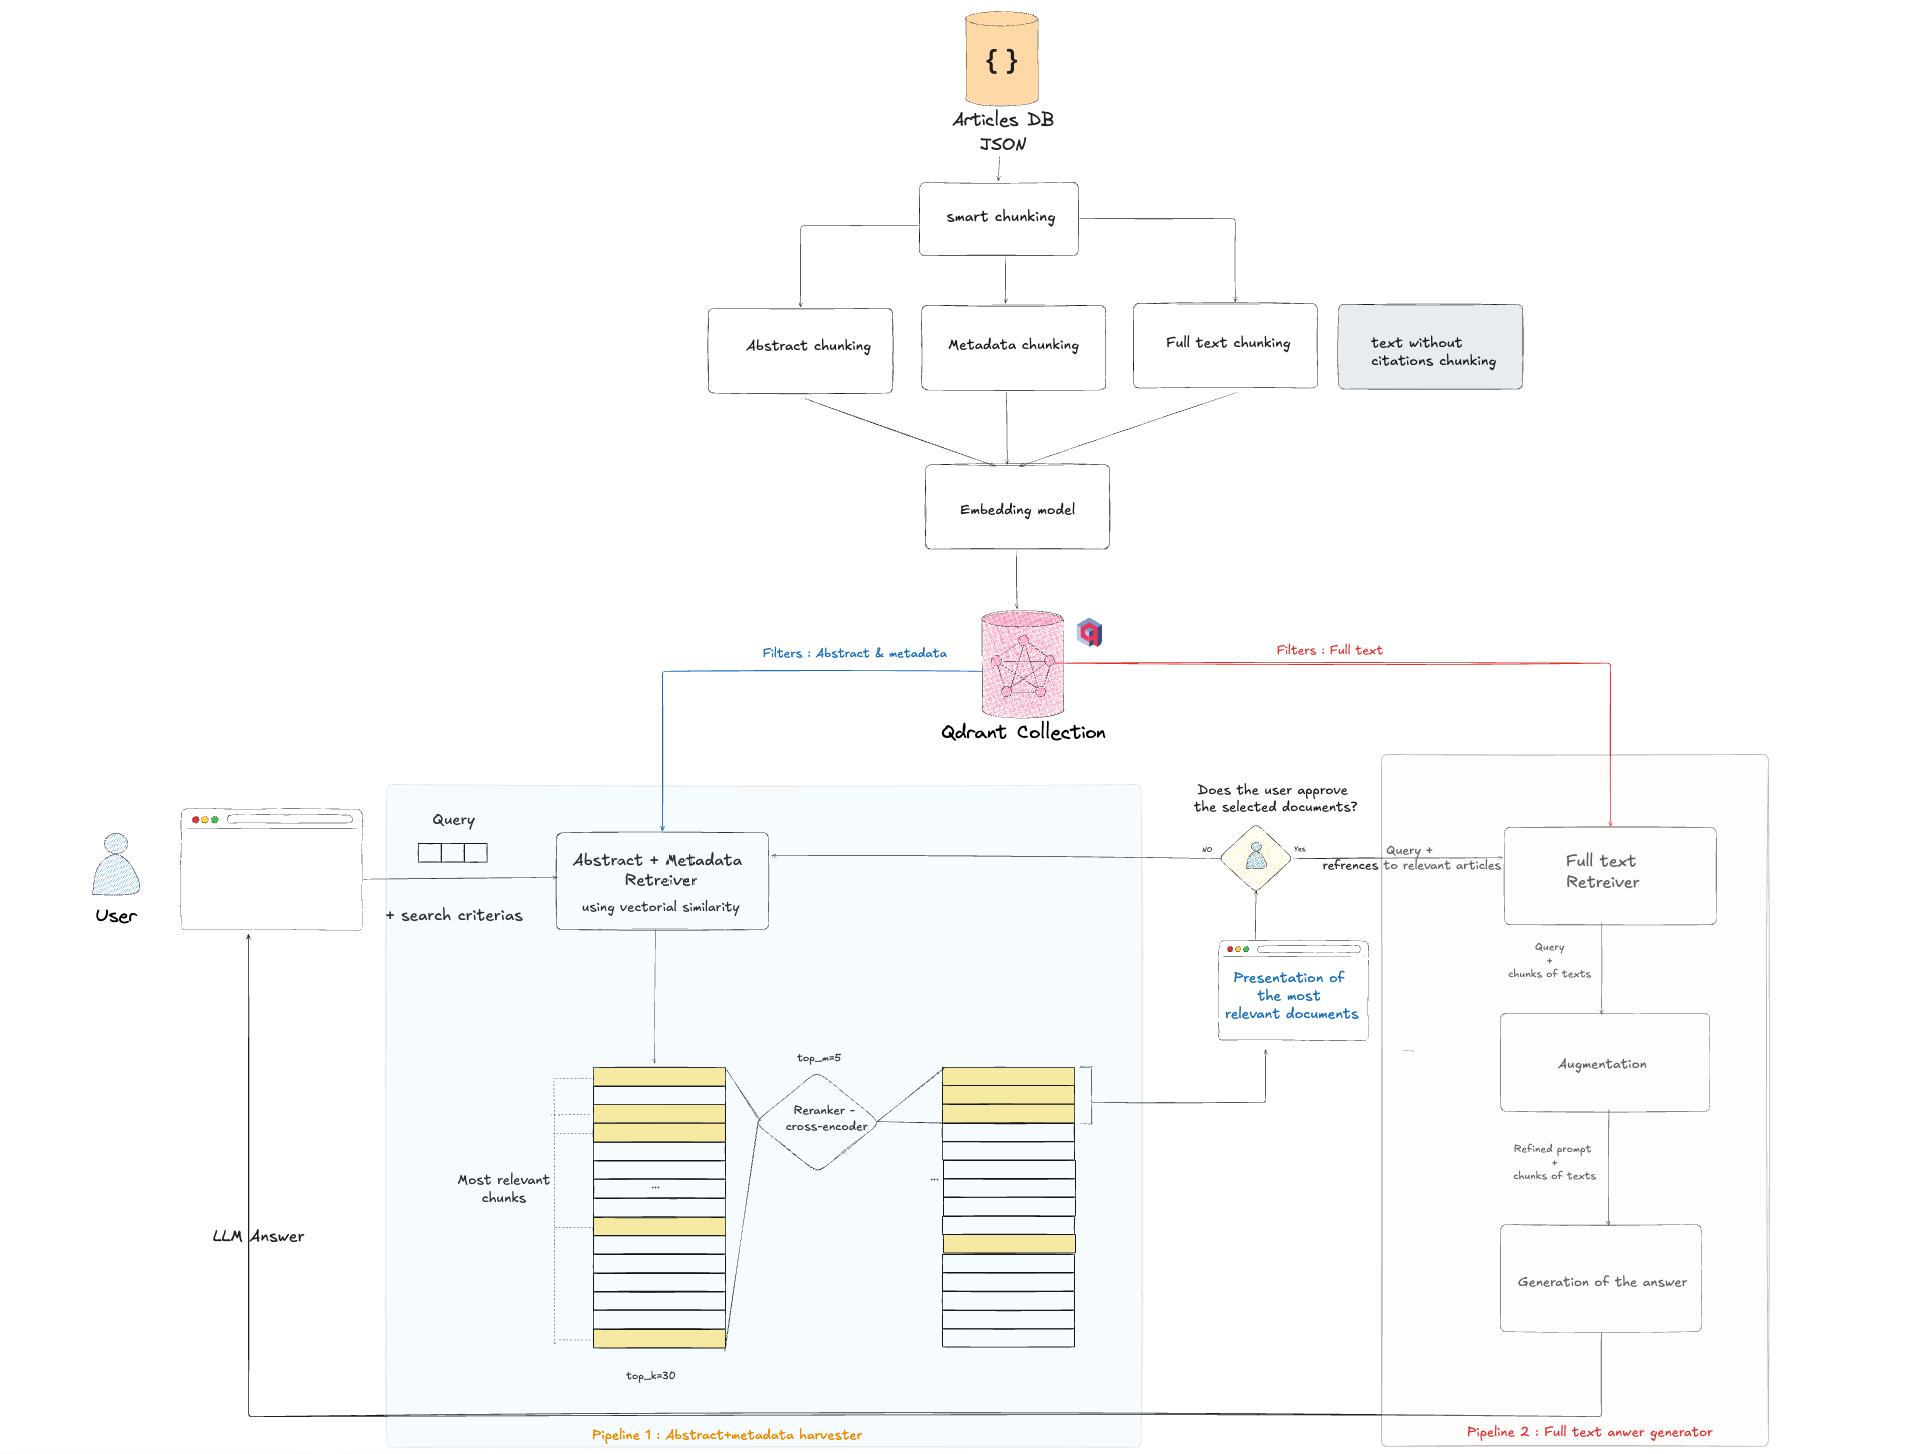 { }
Articles DB
JSON
smart chunking
Abstract chunking
Metadata chunking
Full text chunking
text without
citations chunking
Embedding model
Filters : Abstract & metadata
Filters : Full text
Qdrant Collection
User
Query
+ search criterias
Abstract + Metadata
Retreiver
using vectorial similarity
Does the user approve
the selected documents?
NO
Yes
Query +
refrences to relevant articles
Full text
Retreiver
Query
+
chunks of texts
Presentation of
the most
relevant documents
Augmentation
top_m=5
Reranker -
cross-encoder
Most relevant
chunks
...
...
Refined prompt
+
chunks of texts
LLM Answer
Generation of the answer
top_k=30
Pipeline 1 : Abstract+metadata harvester
Pipeline 2 : Full text anwer generator